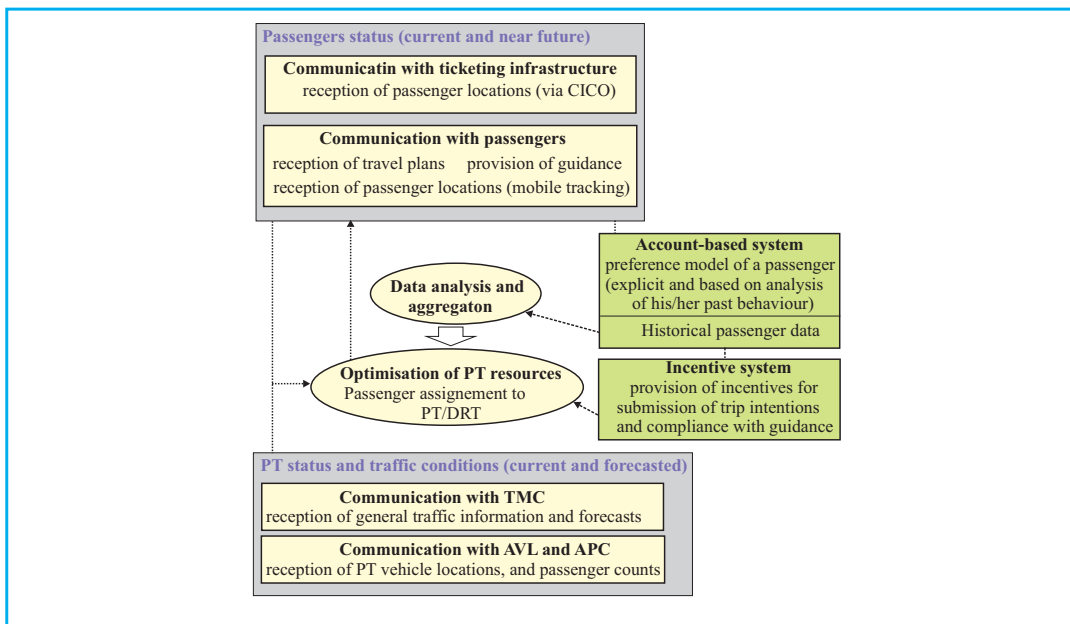 Passengers status (current and near future)
Communicatin with ticketing infrastructure
reception of passenger locations (via CICO)
Communication with passengers
reception of travel plans provision of guidance
reception of passenger locations (mobile tracking)
Account-based system
preference model of a passenger
(explicit and based on analysis
of his/her past behaviour)
Historical passenger data
Data analysis and
aggregaton
Optimisation of PT resources
Passenger assignement to
PT/DRT
Incentive system
provision of incentives for
submission of trip intentions
and compliance with guidance
PT status and traffic conditions (current and forecasted)
Communication with TMC
reception of general traffic information and forecasts
Communication with AVL and APC
reception of PT vehicle locations, and passenger counts